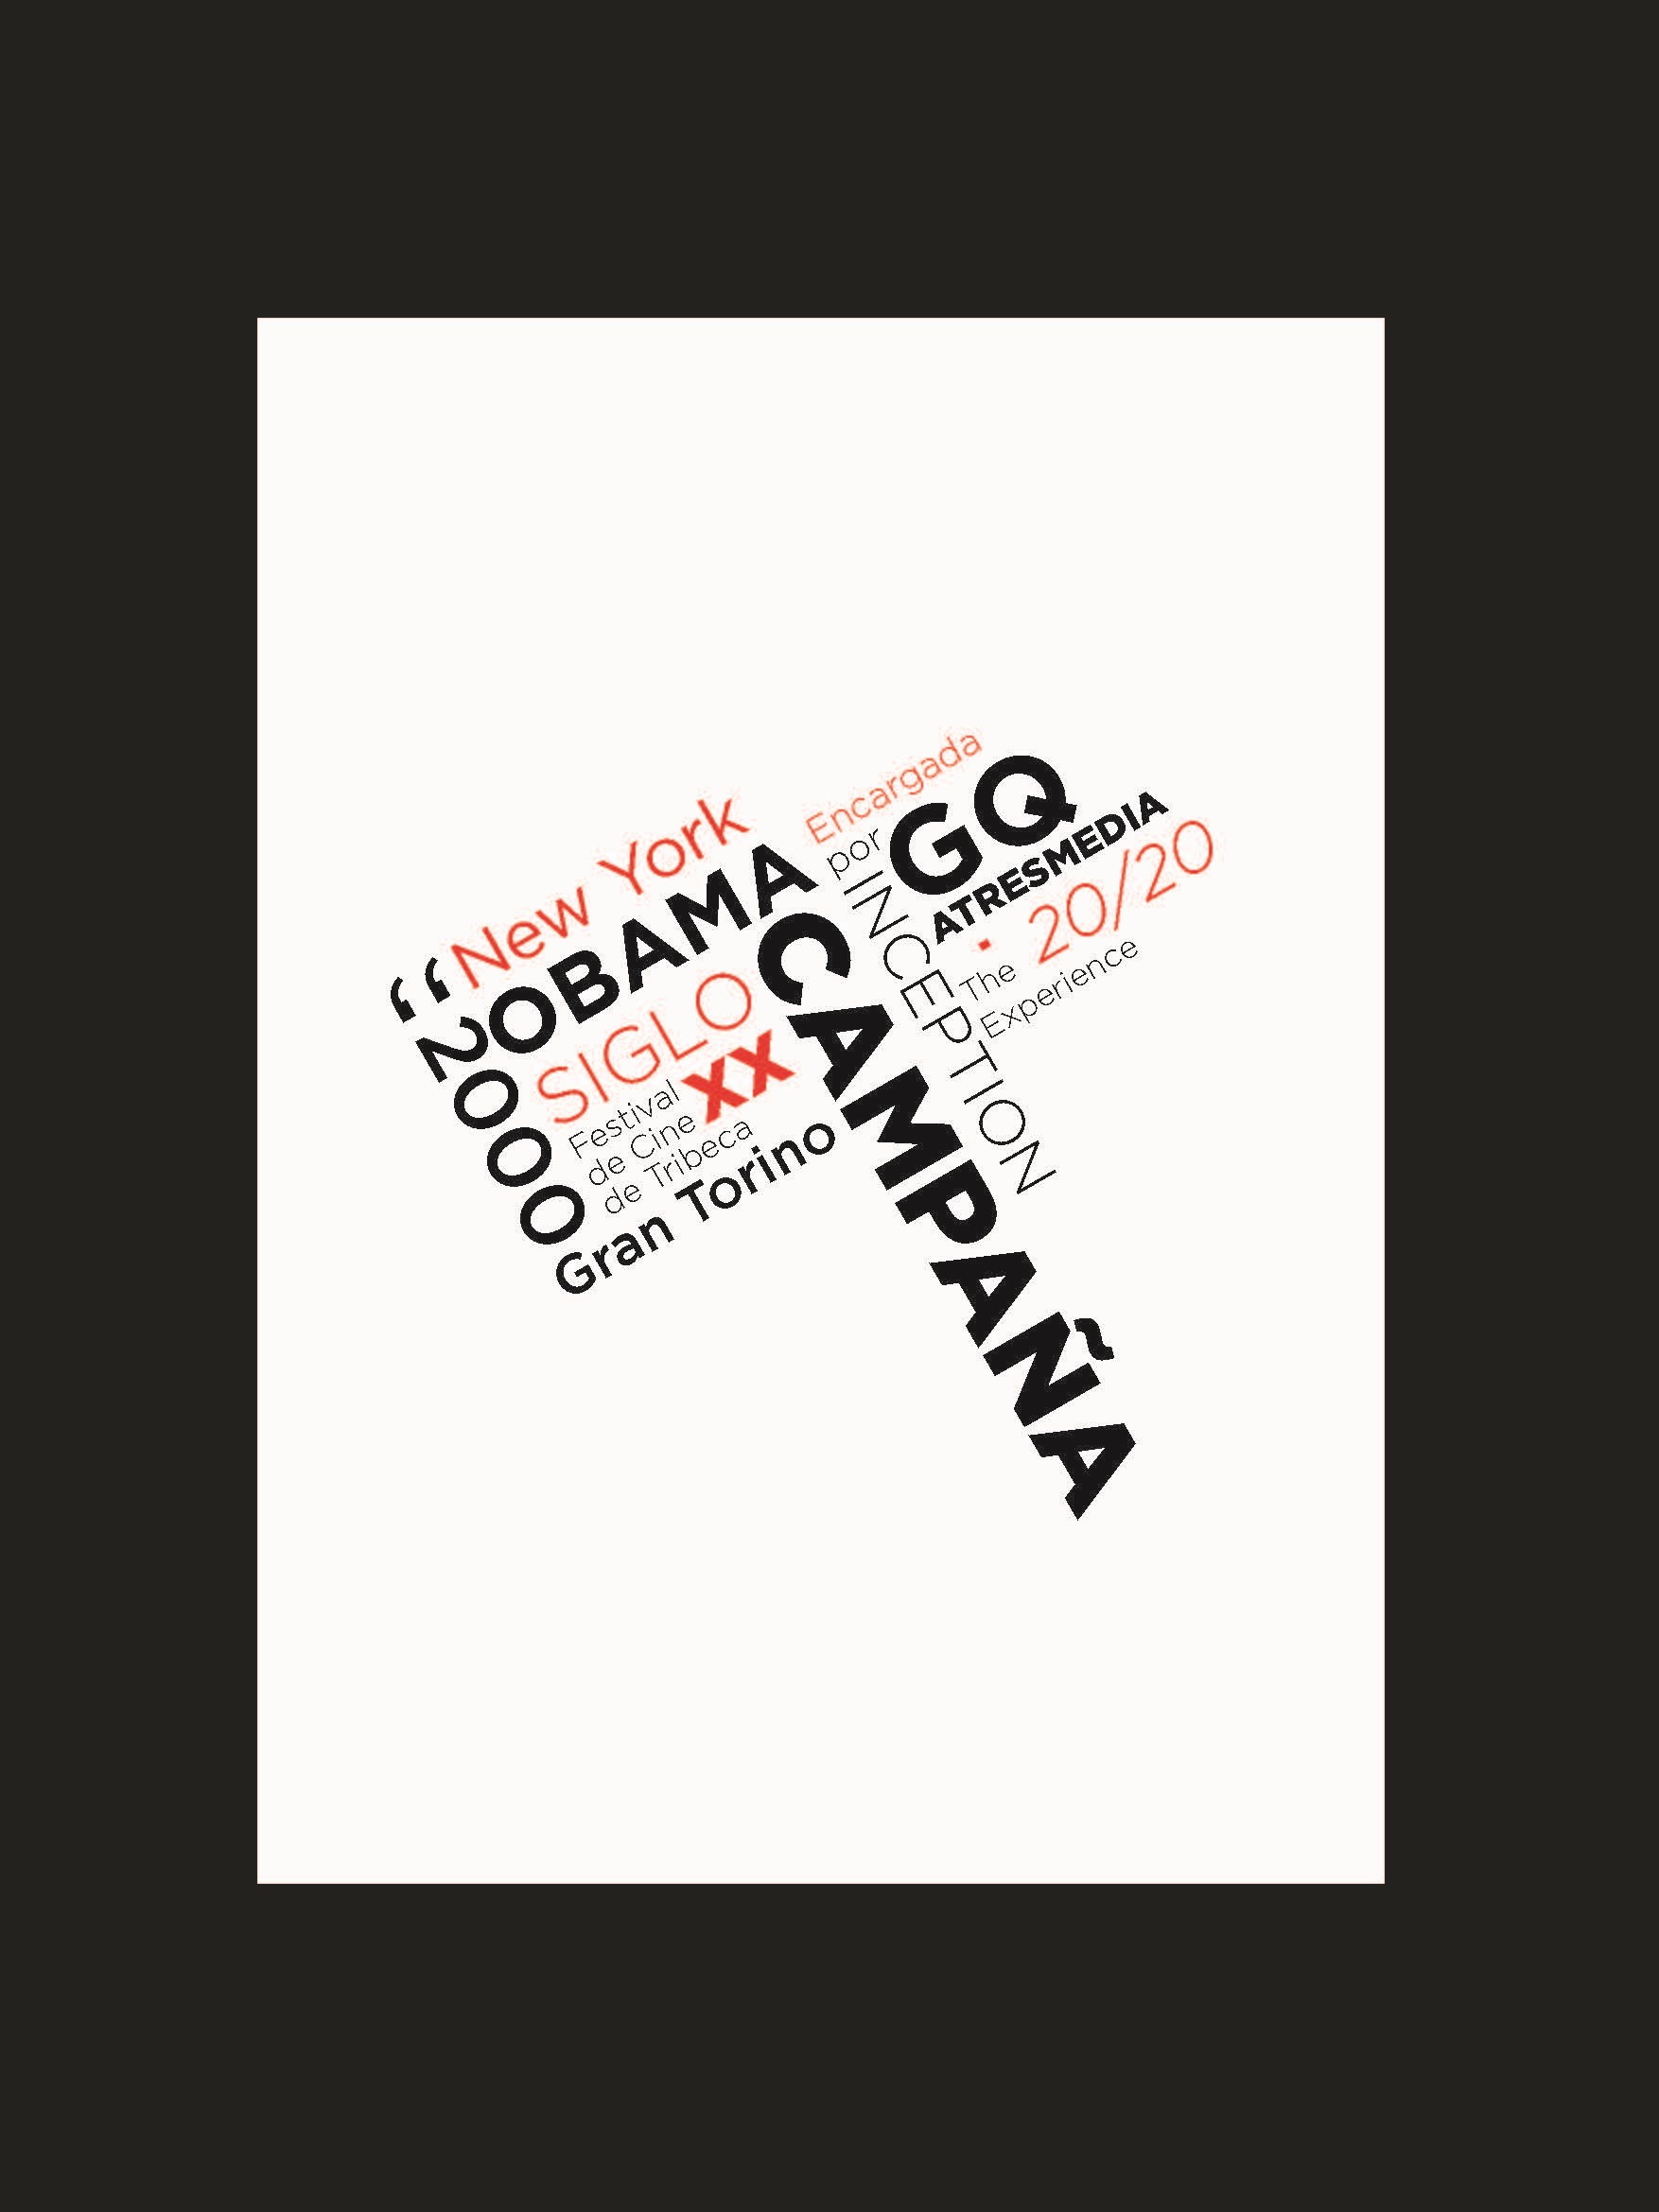 “
New York
2000
OBAMA
SIGLO
XX
Festival
de Cine
de Tribeca
Gran Torino
CAMPAÑA
Encargada
por
GQ
INCEPTION
ATRESMEDIA
· 20/20
The
Experience